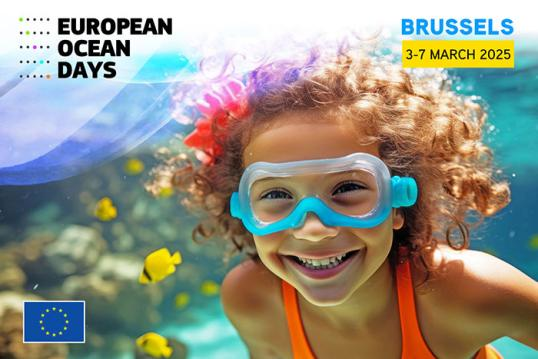 EUROPEAN
OCEAN
DAYS
BRUSSELS
3-7 MARCH 2025